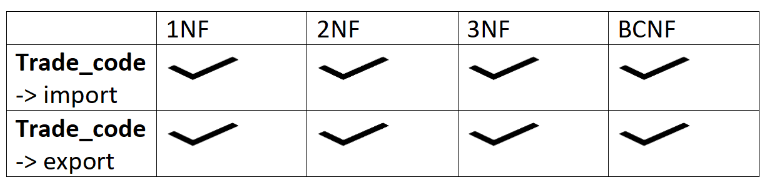 1NF 2NF 3NF BCNF
Trade_code
-> import
Trade_code
-> export